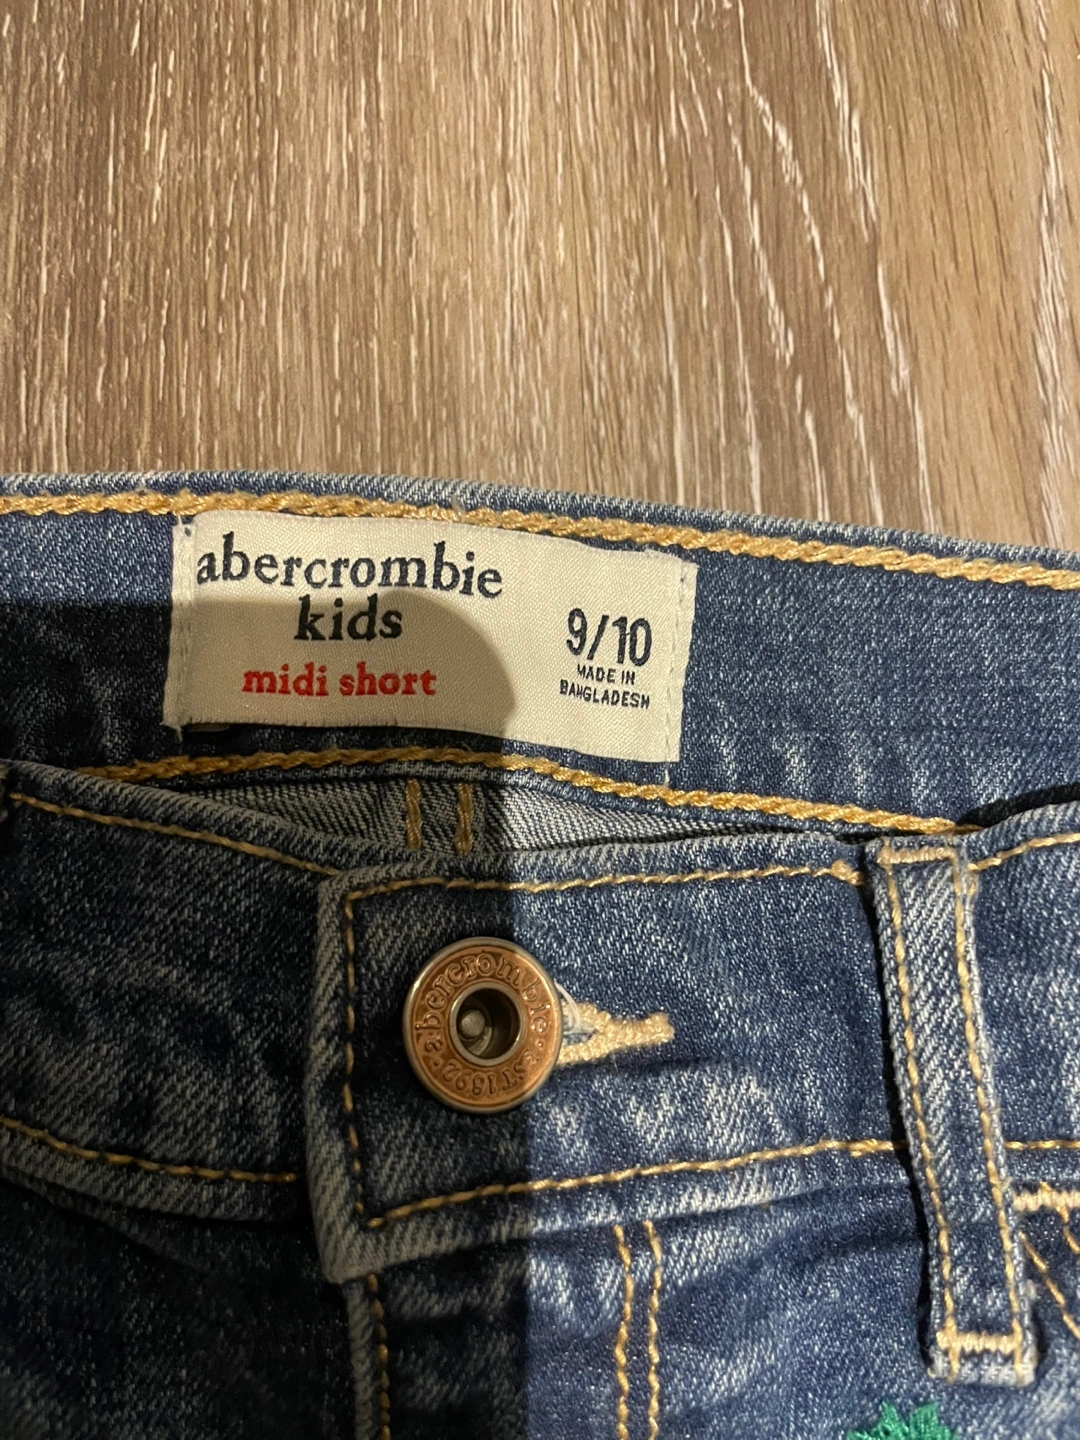 abercrombie
kids
midi short
9/10
MADE IN
BANGLADESH
abercrombie
EST 1892